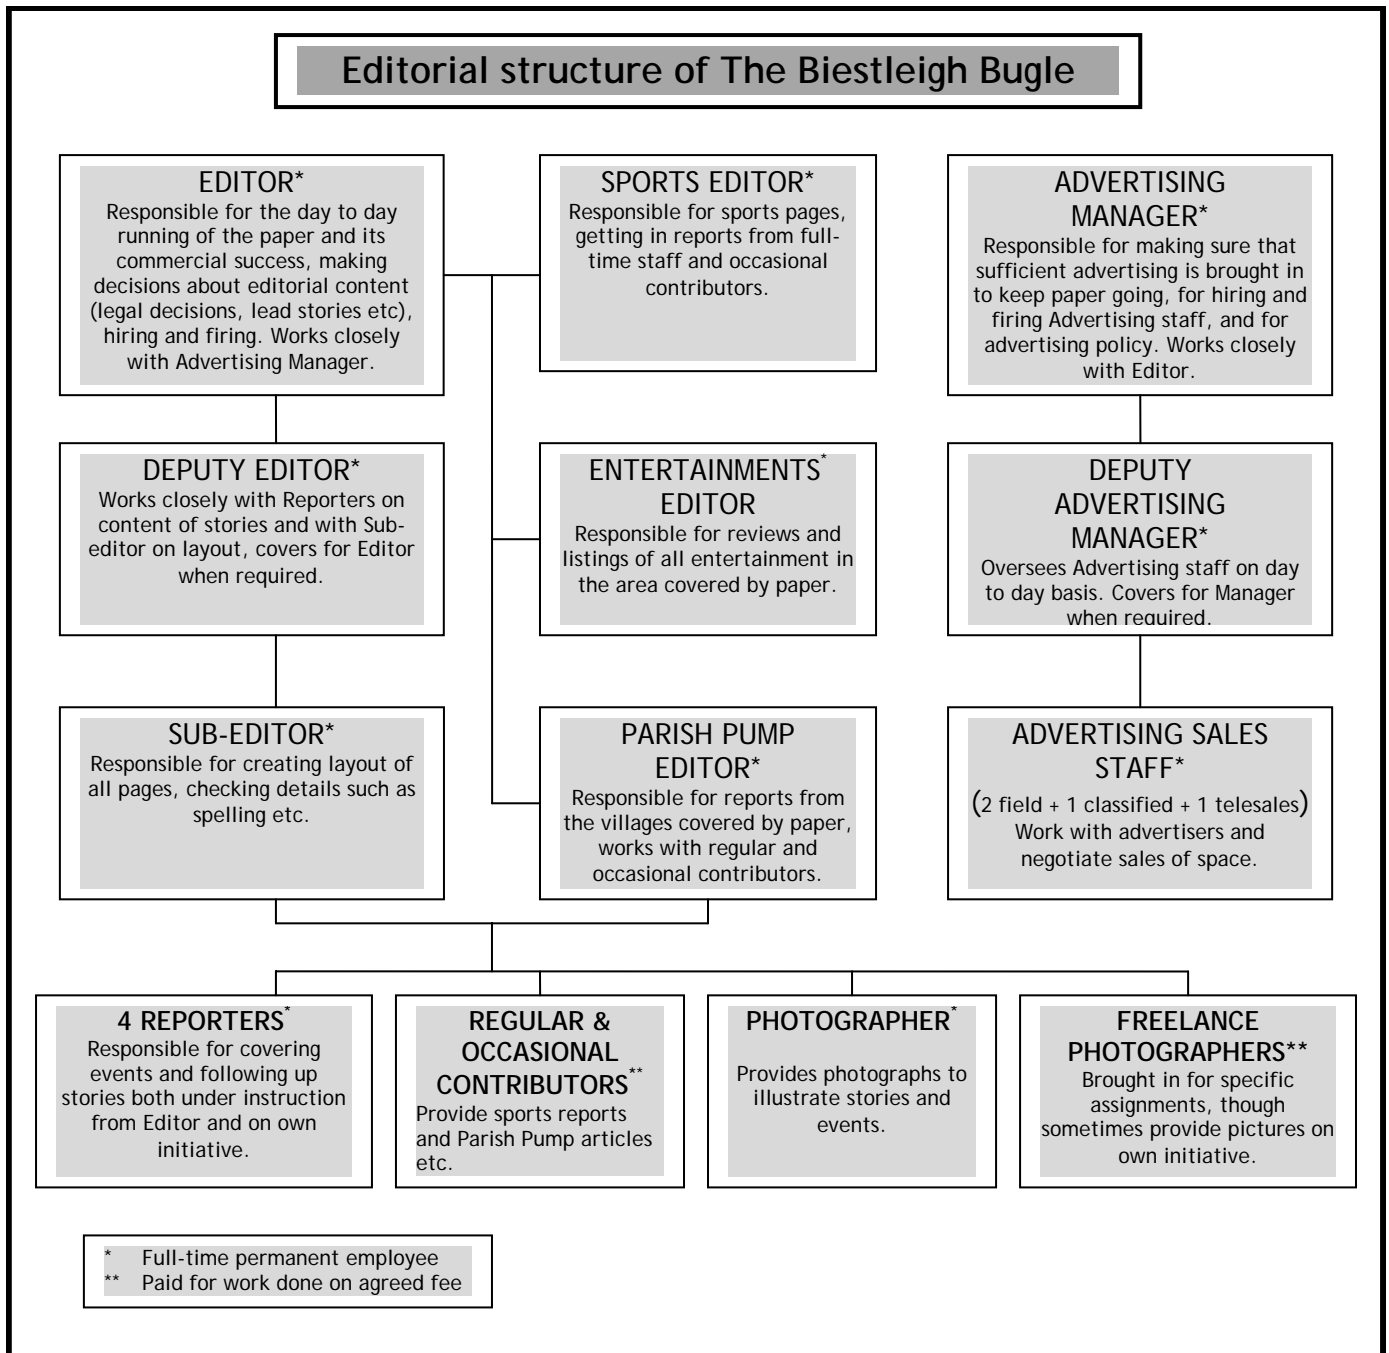 Editorial structure of The Biestleigh Bugle
EDITOR*
Responsible for the day to day
running of the paper and its
commercial success, making
decisions about editorial content
(legal decisions, lead stories etc),
hiring and firing. Works closely
with Advertising Manager.
SPORTS EDITOR*
Responsible for sports pages,
getting in reports from full-
time staff and occasional
contributors.
ADVERTISING
MANAGER*
Responsible for making sure that
sufficient advertising is brought in
to keep paper going, for hiring and
firing Advertising staff, and for
advertising policy. Works closely
with Editor.
DEPUTY EDITOR*
Works closely with Reporters on
content of stories and with Sub-
editor on layout, covers for Editor
when required.
ENTERTAINMENTS*
EDITOR
Responsible for reviews and
listings of all entertainment in
the area covered by paper.
DEPUTY
ADVERTISING
MANAGER*
Oversees Advertising staff on day
to day basis. Covers for Manager
when required.
SUB-EDITOR*
Responsible for creating layout of
all pages, checking details such as
spelling etc.
PARISH PUMP
EDITOR*
Responsible for reports from
the villages covered by paper,
works with regular and
occasional contributors.
ADVERTISING SALES
STAFF*
(2 field + 1 classified + 1 telesales)
Work with advertisers and
negotiate sales of space.
4 REPORTERS*
Responsible for covering
events and following up
stories both under instruction
from Editor and on own
initiative.
REGULAR &
OCCASIONAL
CONTRIBUTORS**
Provide sports reports
and Parish Pump articles
etc.
PHOTOGRAPHER*
Provides photographs to
illustrate stories and
events.
FREELANCE
PHOTOGRAPHERS**
Brought in for specific
assignments, though
sometimes provide pictures on
own initiative.
* Full-time permanent employee
** Paid for work done on agreed fee